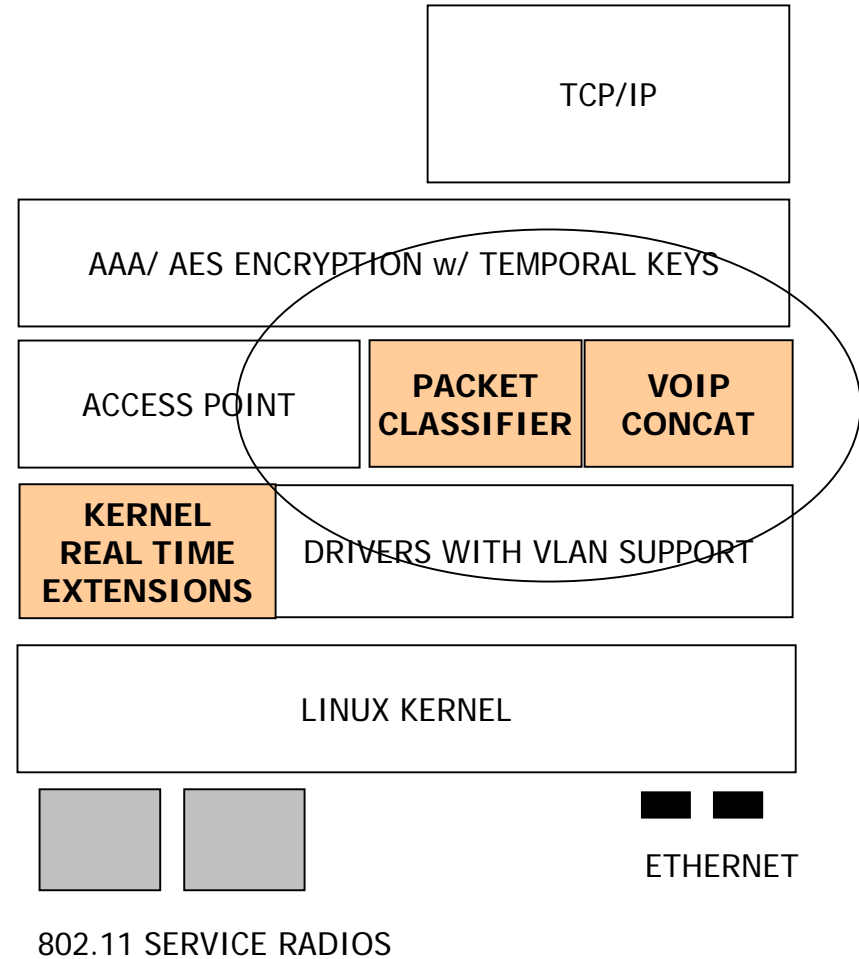 TCP/IP
AAA/ AES ENCRYPTION w/ TEMPORAL KEYS
ACCESS POINT
PACKET
CLASSIFIER
VOIP
CONCAT
KERNEL
REAL TIME
EXTENSIONS
DRIVERS WITH VLAN SUPPORT
LINUX KERNEL
ETHERNET
802.11 SERVICE RADIOS